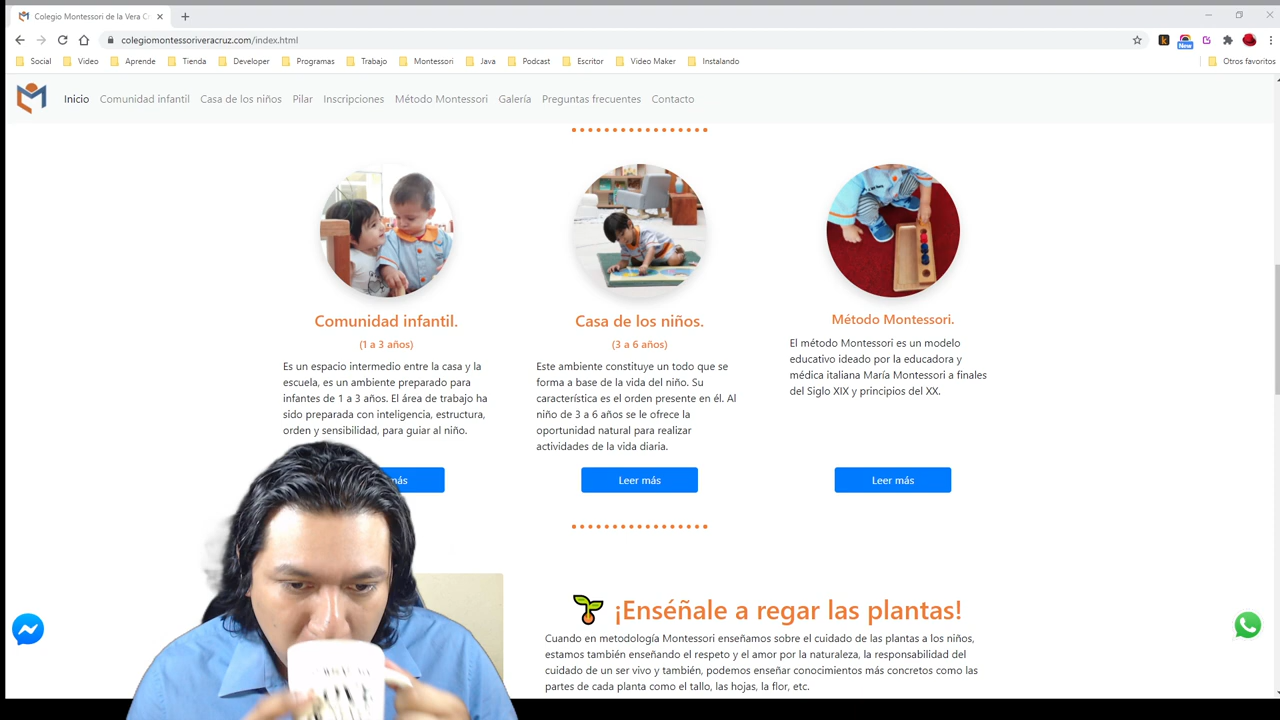 Colegio Montessori de la Vera Cr
colegiomontessoriveracruz.com/index.html
New
Social Video Aprende Tienda Developer Programas Trabajo Montessori Java Podcast Escritor Video Maker Instalando Otros favoritos
Inicio Comunidad infantil Casa de los niños Pilar Inscripciones Método Montessori Galería Preguntas frecuentes Contacto
Comunidad infantil.
(1 a 3 años)
Es un espacio intermedio entre la casa y la
escuela, es un ambiente preparado para
infantes de 1 a 3 años. El área de trabajo ha
sido preparada con inteligencia, estructura,
orden y sensibilidad, para guiar al niño.
más
Casa de los niños.
(3 a 6 años)
Este ambiente constituye un todo que se
forma a base de la vida del niño. Su
característica es el orden presente en él. Al
niño de 3 a 6 años se le ofrece la
oportunidad natural para realizar
actividades de la vida diaria.
Leer más
Método Montessori.
El método Montessori es un modelo
educativo ideado por la educadora y
médica italiana María Montessori a finales
del Siglo XIX y principios del XX.
Leer más
¡Enséñale a regar las plantas!
Cuando en metodología Montessori enseñamos sobre el cuidado de las plantas a los niños,
estamos también enseñando el respeto y el amor por la naturaleza, la responsabilidad del
cuidado de un ser vivo y también, podemos enseñar conocimientos más concretos como las
partes de cada planta como el tallo, las hojas, la flor, etc.